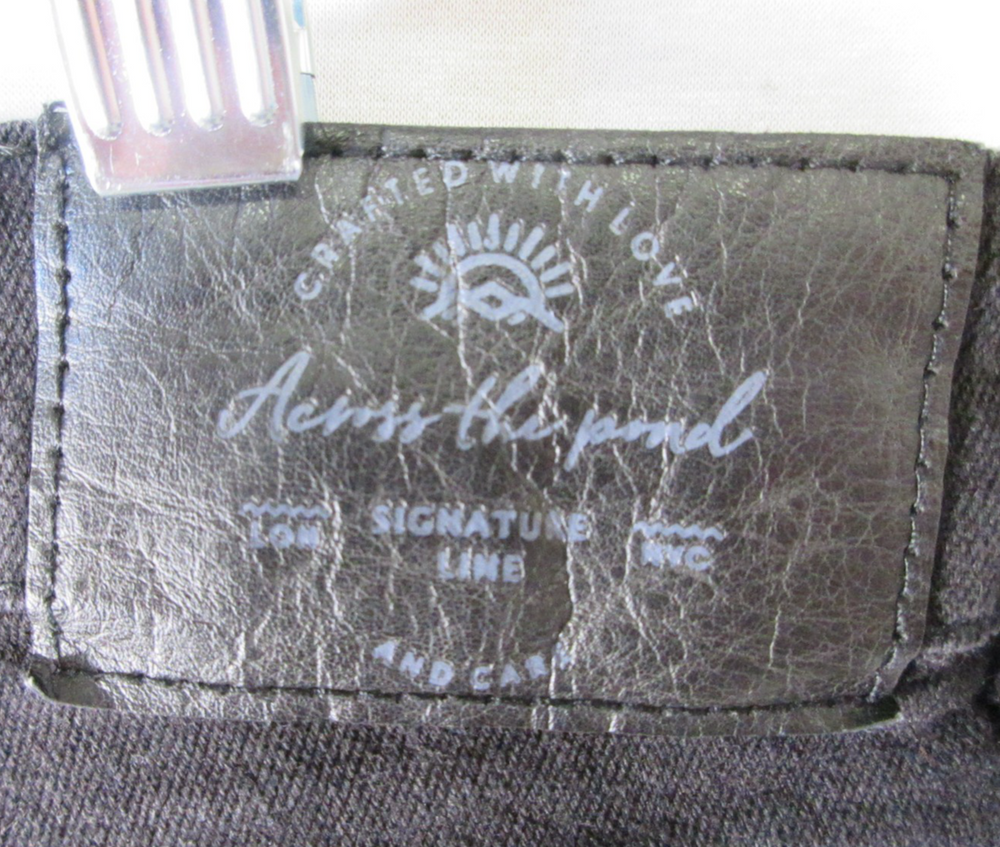 CRAFTED WITH LOVE
Across the pond
LON SIGNATURE NYC
LINE
AND CARE